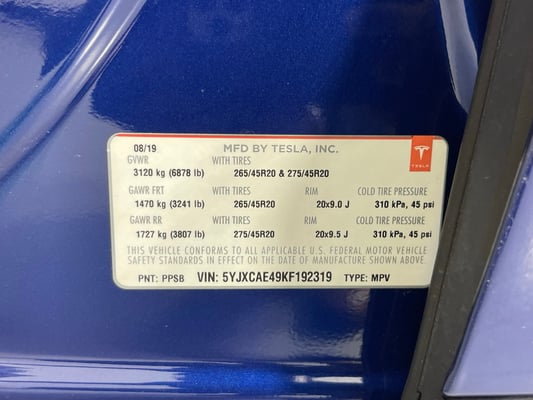 08/19 MFD BY TESLA, INC.
GVWR WITH TIRES
3120 kg (6878 lb) 265/45R20 & 275/45R20
GAWR FRT WITH TIRES RIM COLD TIRE PRESSURE
1470 kg (3241 lb) 265/45R20 20x9.0 J 310 kPa, 45 psi
GAWR RR WITH TIRES RIM COLD TIRE PRESSURE
1727 kg (3807 lb) 275/45R20 20x9.5 J 310 kPa, 45 psi
THIS VEHICLE CONFORMS TO ALL APPLICABLE U.S. FEDERAL MOTOR VEHICLE
SAFETY STANDARDS IN EFFECT ON THE DATE OF MANUFACTURE SHOWN ABOVE.
PNT: PPSB VIN: 5YJXCAE49KF192319 TYPE: MPV